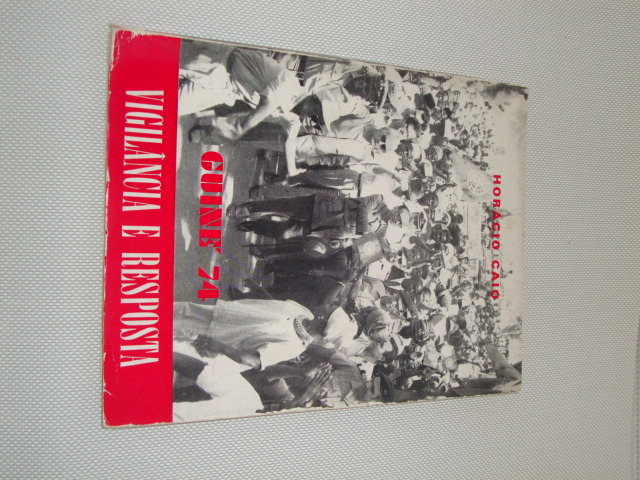 HORÁCIO CAIO
GUINÉ 74
VIGILÂNCIA E RESPOSTA